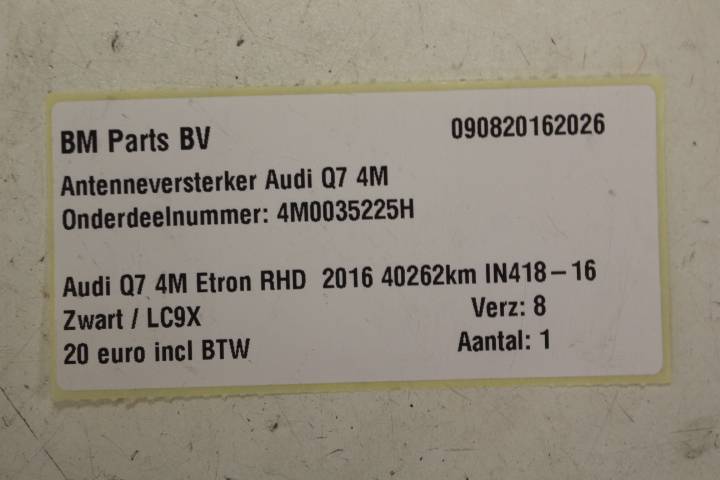 BM Parts BV 090820162026
Antenneversterker Audi Q7 4M
Onderdeelnummer: 4M0035225H
Audi Q7 4M Etron RHD 2016 40262km IN418-16
Zwart / LC9X Verz: 8
20 euro incl BTW Aantal: 1